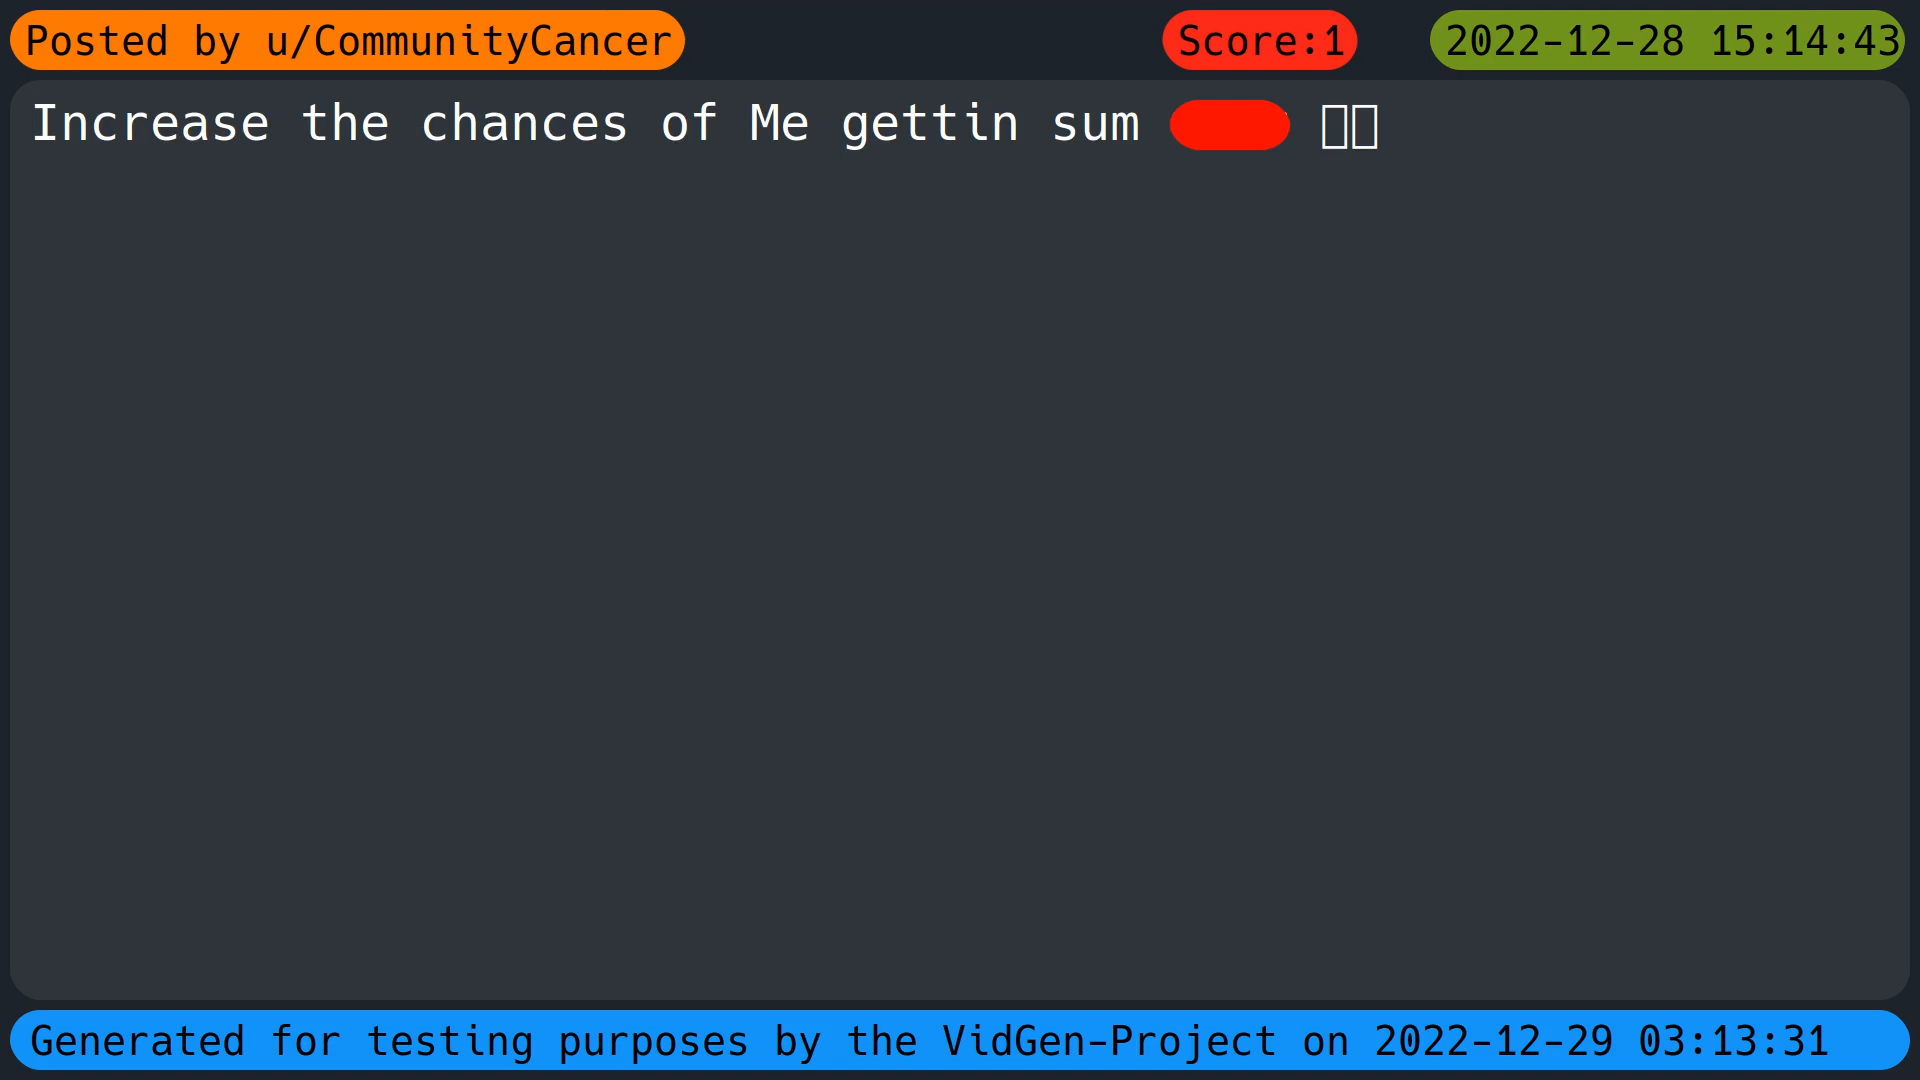 Posted by u/CommunityCancer
Score:1
2022-12-28 15:14:43
Increase the chances of Me gettin sum
Generated for testing purposes by the VidGen-Project on 2022-12-29 03:13:31